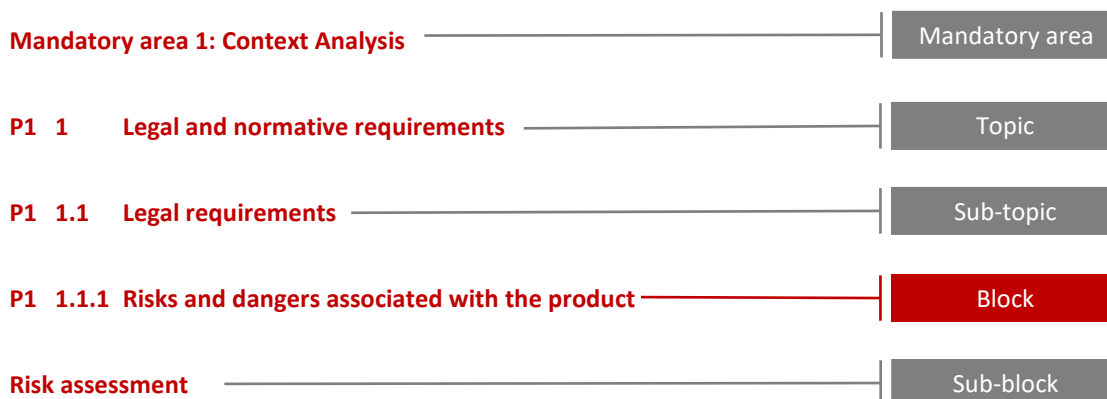 Mandatory area 1: Context Analysis Mandatory area
P1 1 Legal and normative requirements Topic
P1 1.1 Legal requirements Sub-topic
P1 1.1.1 Risks and dangers associated with the product Block
Risk assessment Sub-block